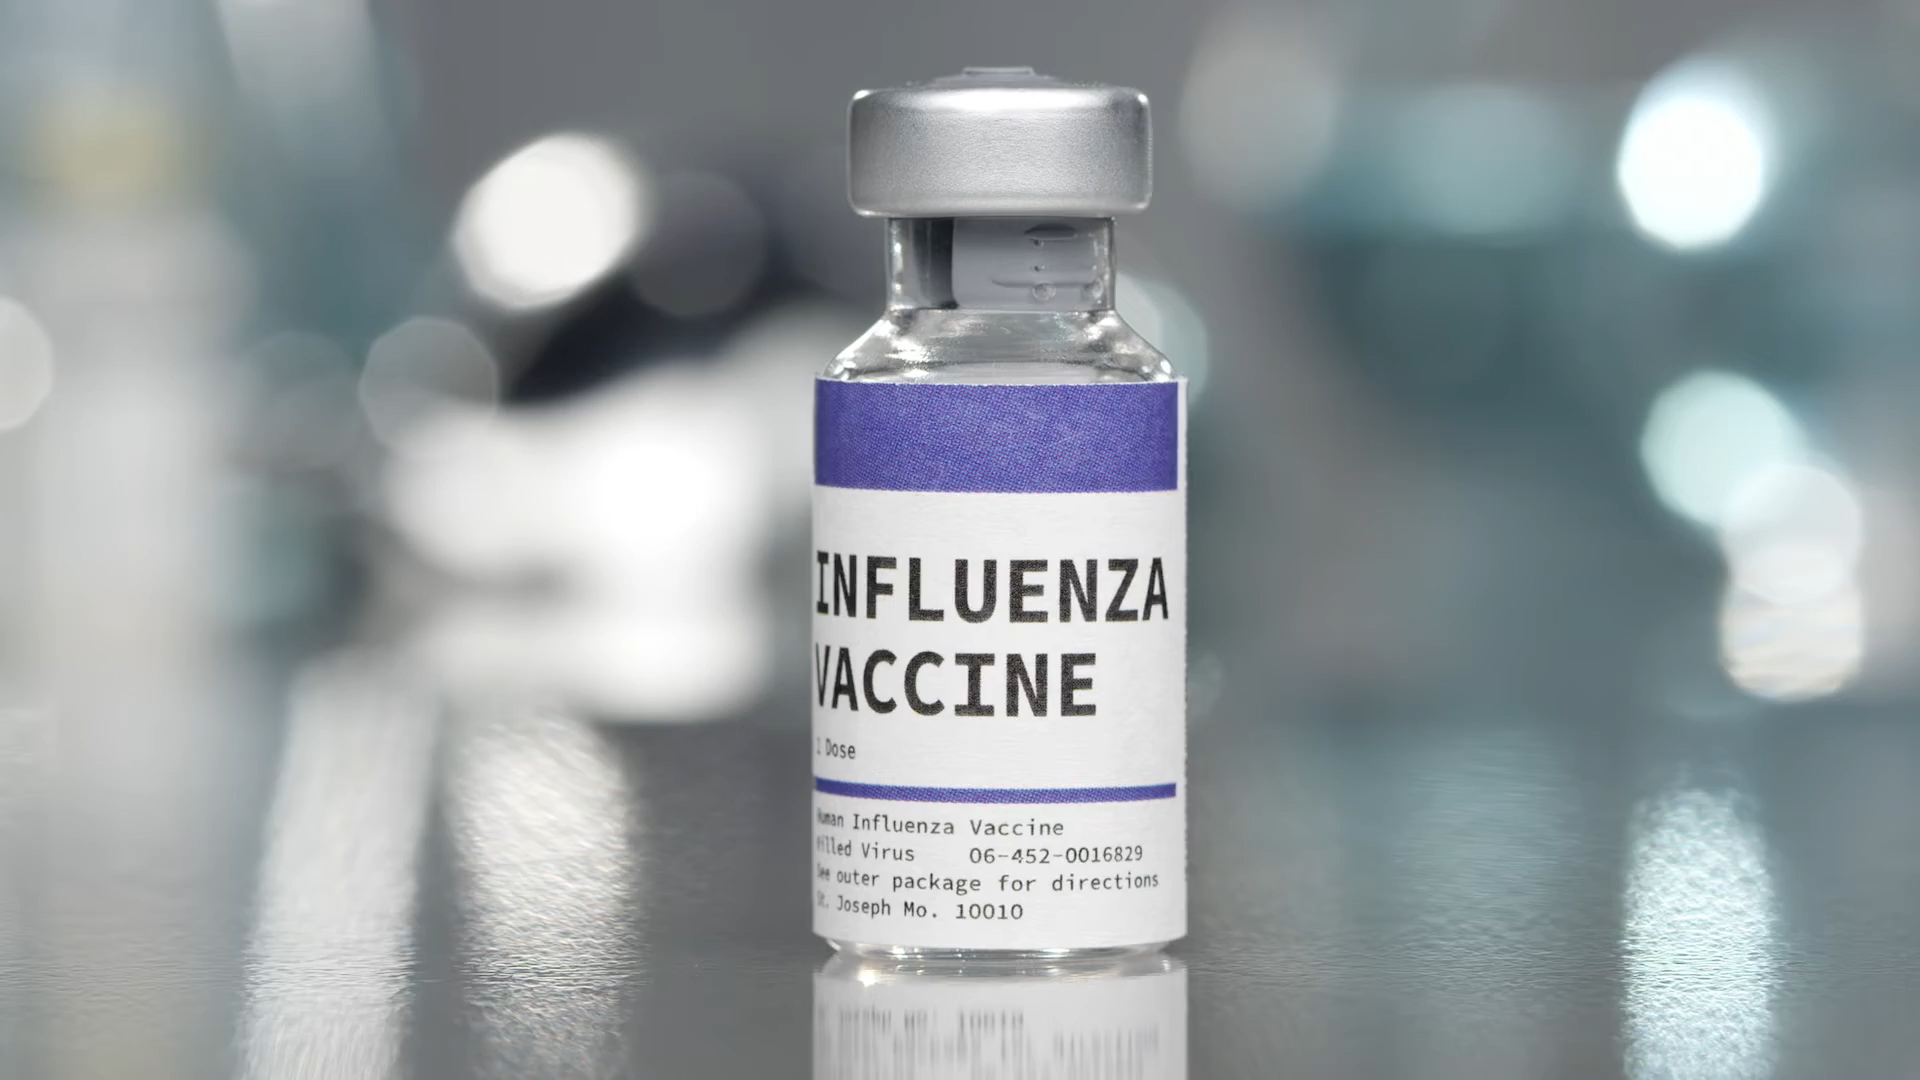 INFLUENZA
VACCINE
1 Dose
Human Influenza Vaccine
Killed Virus 06-452-0016829
See outer package for directions
St. Joseph Mo. 10010